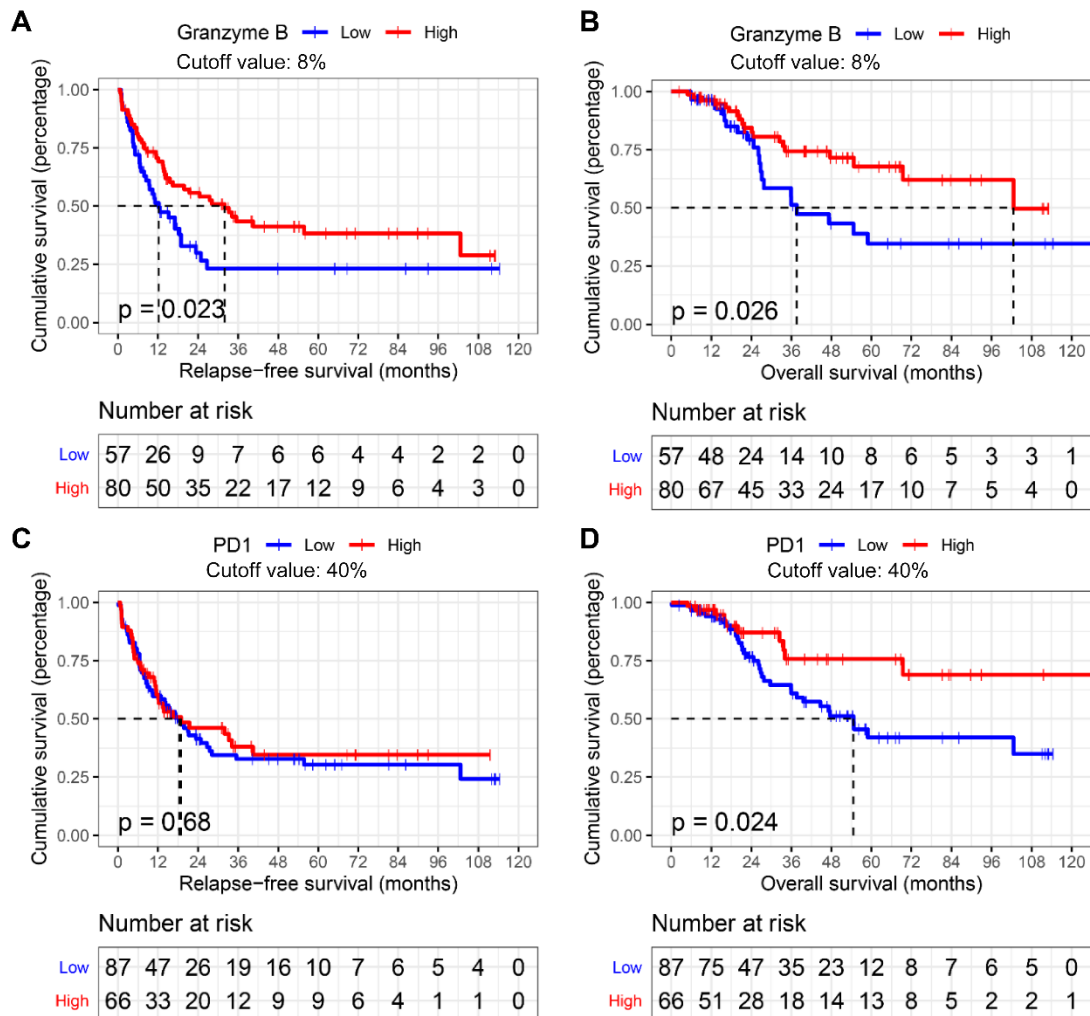 A
Granzyme B Low High
Cutoff value: 8%
Cumulative survival (percentage)
1.00
0.75
0.50
0.25
0.00
p = 0.023
0 12 24 36 48 60 72 84 96 108 120
Relapse−free survival (months)
Number at risk
Low 57 26 9 7 6 6 4 4 2 2 0
High 80 50 35 22 17 12 9 6 4 3 0
B
Granzyme B Low High
Cutoff value: 8%
Cumulative survival (percentage)
1.00
0.75
0.50
0.25
0.00
p = 0.026
0 12 24 36 48 60 72 84 96 108 120
Overall survival (months)
Number at risk
Low 57 48 24 14 10 8 6 5 3 3 1
High 80 67 45 33 24 17 10 7 5 4 0
C
PD1 Low High
Cutoff value: 40%
Cumulative survival (percentage)
1.00
0.75
0.50
0.25
0.00
p = 0.68
0 12 24 36 48 60 72 84 96 108 120
Relapse−free survival (months)
Number at risk
Low 87 47 26 19 16 10 7 6 5 4 0
High 66 33 20 12 9 9 6 4 1 1 0
D
PD1 Low High
Cutoff value: 40%
Cumulative survival (percentage)
1.00
0.75
0.50
0.25
0.00
p = 0.024
0 12 24 36 48 60 72 84 96 108 120
Overall survival (months)
Number at risk
Low 87 75 47 35 23 12 8 7 6 5 0
High 66 51 28 18 14 13 8 5 2 2 1